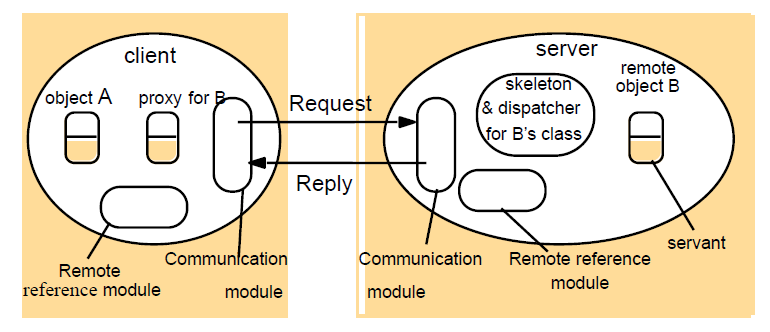 client
object A
proxy for B
Request
Reply
Remote
reference module
Communication
module
server
skeleton
& dispatcher
for B's class
remote
object B
Communication
module
Remote reference
module
servant